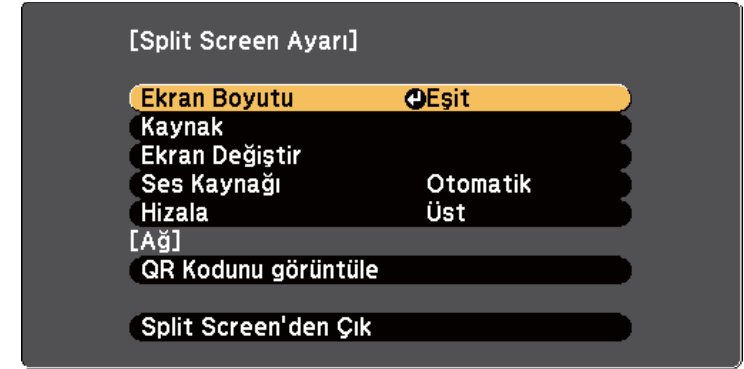 [Split Screen Ayarı]
Ekran Boyutu Eşit
Kaynak
Ekran Değiştir
Ses Kaynağı Otomatik
Hizala Üst
[Ağ]
QR Kodunu görüntüle
Split Screen'den Çık